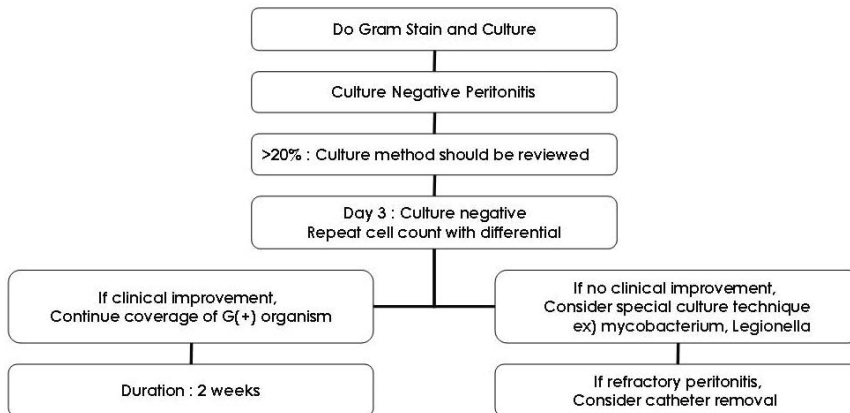 Do Gram Stain and Culture
Culture Negative Peritonitis
>20% : Culture method should be reviewed
Day 3 : Culture negative
Repeat cell count with differential
If clinical improvement,
Continue coverage of G(+) organism
If no clinical improvement,
Consider special culture technique
ex) mycobacterium, Legionella
Duration : 2 weeks
If refractory peritonitis,
Consider catheter removal